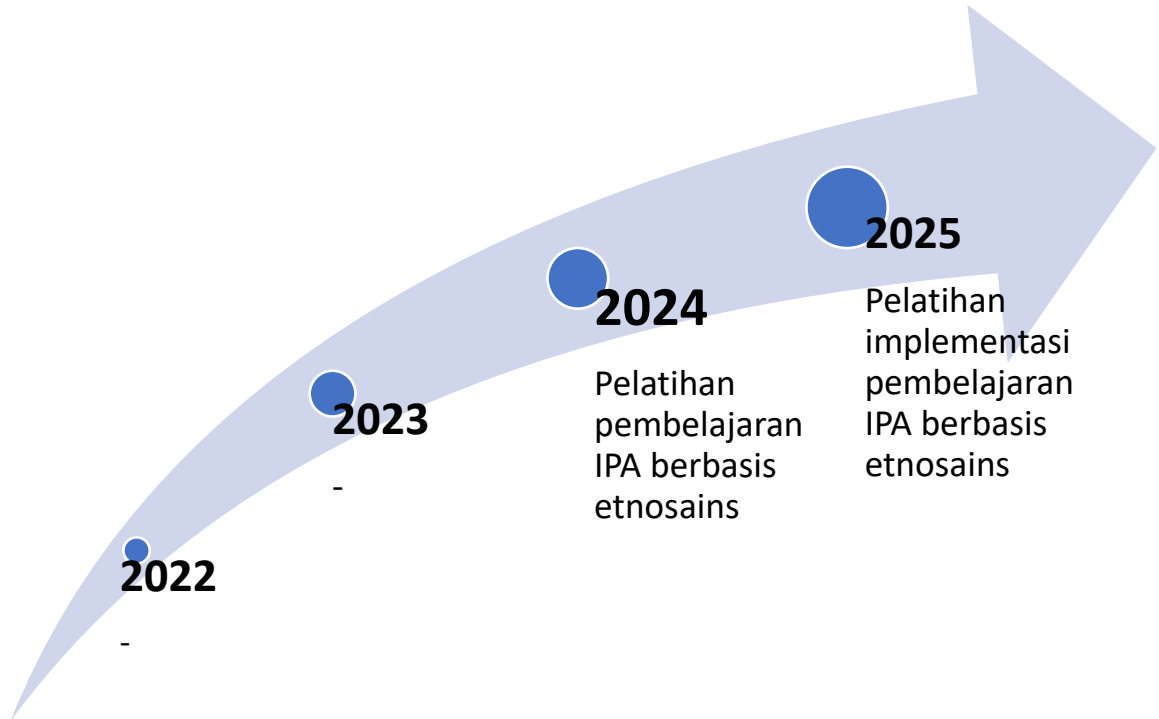 2022
-
2023
-
2024
Pelatihan
pembelajaran
IPA berbasis
etnosains
2025
Pelatihan
implementasi
pembelajaran
IPA berbasis
etnosains